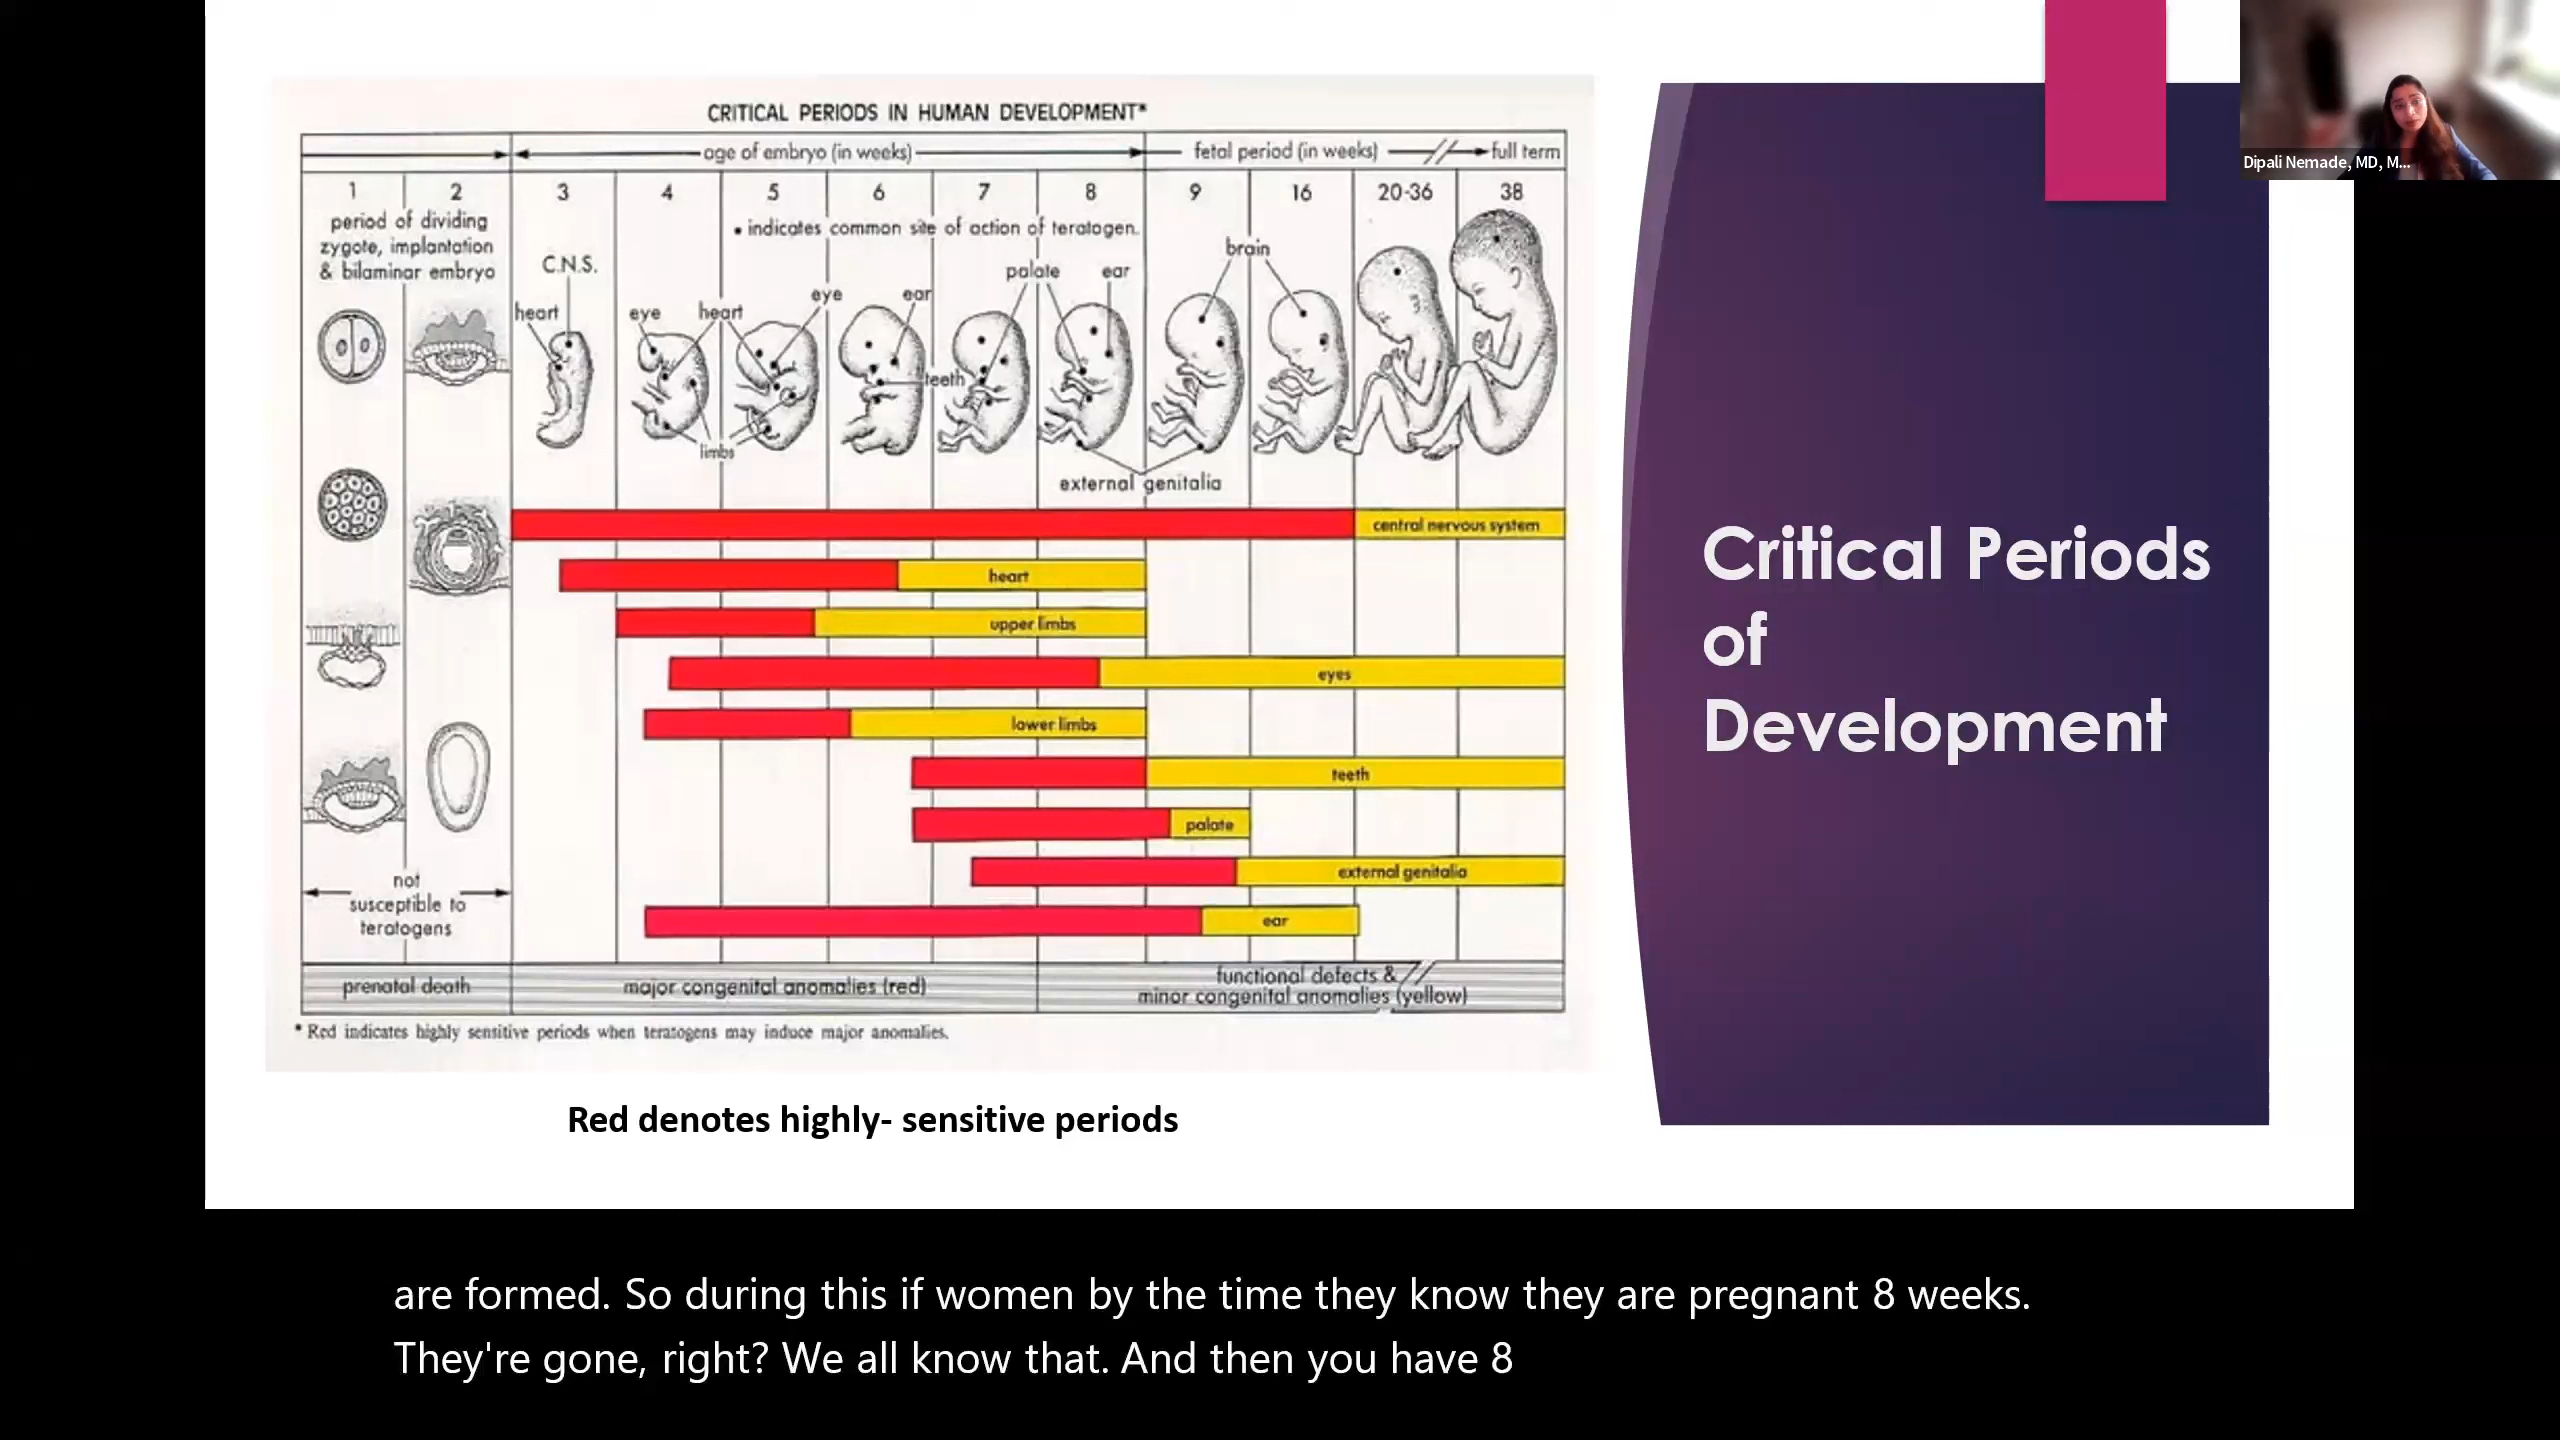 CRITICAL PERIODS IN HUMAN DEVELOPMENT*
age of embryo (in weeks)
fetal period (in weeks)
full term
1 2 3 4 5 6 7 8 9 16 20-36 38
period of dividing
zygote, implantation
& bilaminar embryo
• indicates common site of action of teratogen.
C.N.S.
heart
eye
heart
limbs
eye
ear
teeth
palate
ear
external genitalia
brain
central nervous system
heart
upper limbs
eyes
lower limbs
teeth
palate
external genitalia
ear
not
susceptible to
teratogens
prenatal death
major congenital anomalies (red)
functional defects &
minor congenital anomalies (yellow)
* Red indicates highly sensitive periods when teratogens may induce major anomalies.
Red denotes highly- sensitive periods
Critical Periods
of
Development
Dipali Nemade, MD, M...
are formed. So during this if women by the time they know they are pregnant 8 weeks.
They're gone, right? We all know that. And then you have 8